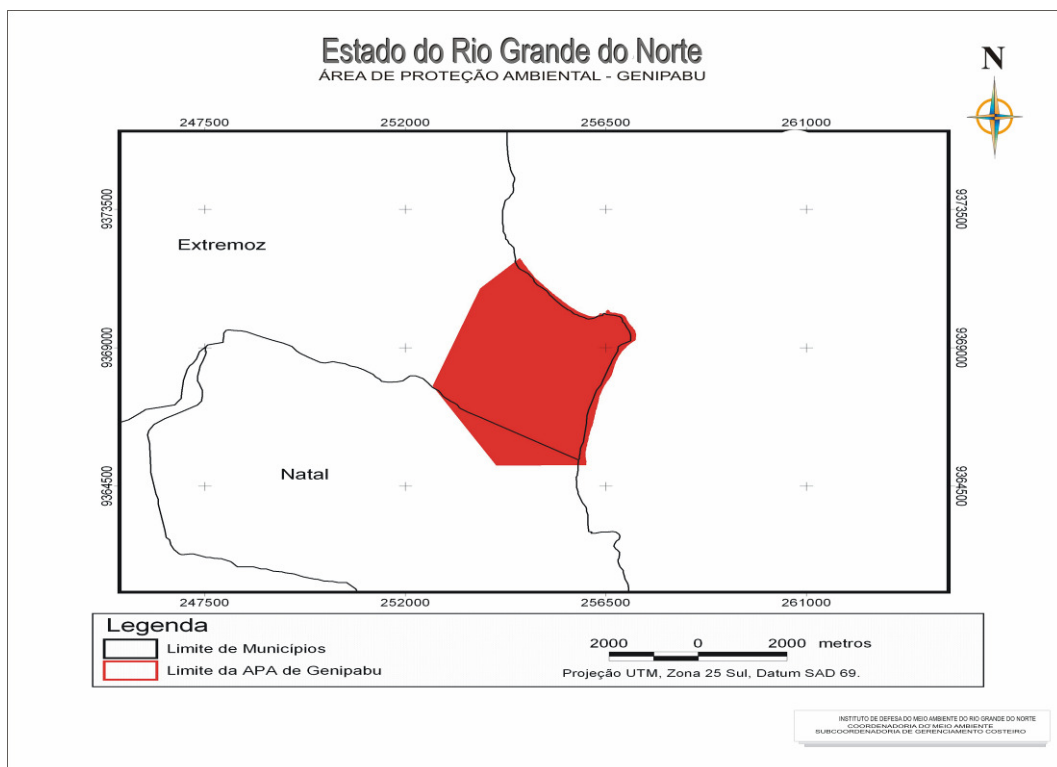 Estado do Rio Grande do Norte
ÁREA DE PROTEÇÃO AMBIENTAL - GENIPABU
N
247500 252000 256500 261000
9373500 9373500
Extremoz
9369000 9369000
Natal
9364500 9364500
247500 252000 256500 261000
Legenda
Limite de Municípios
Limite da APA de Genipabu
2000 0 2000 metros
Projeção UTM, Zona 25 Sul, Datum SAD 69.
INSTITUTO DE DEFESA DO MEIO AMBIENTE DO RIO GRANDE DO NORTE
COORDENADORIA DO MEIO AMBIENTE
SUBCOORDENADORIA DE GERENCIAMENTO COSTEIRO